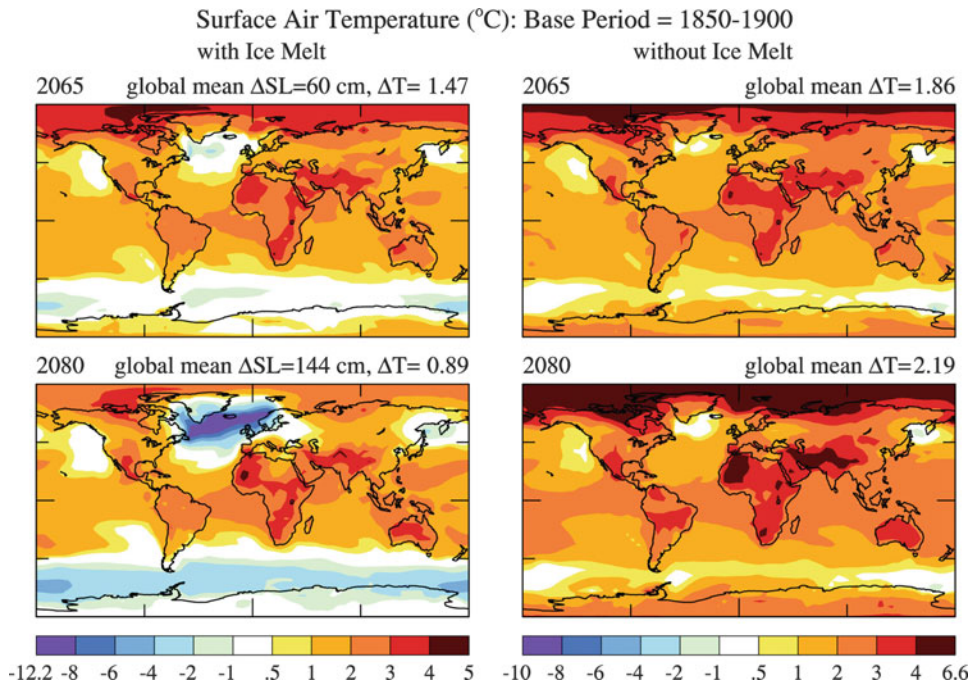 Surface Air Temperature (°C): Base Period = 1850-1900
with Ice Melt
without Ice Melt
2065 global mean ΔSL=60 cm, ΔT= 1.47
2065 global mean ΔT=1.86
2080 global mean ΔSL=144 cm, ΔT= 0.89
2080 global mean ΔT=2.19
-12.2 -8 -6 -4 -2 -1 .5 1 2 3 4 5
-10 -8 -6 -4 -2 -1 .5 1 2 3 4 6.6